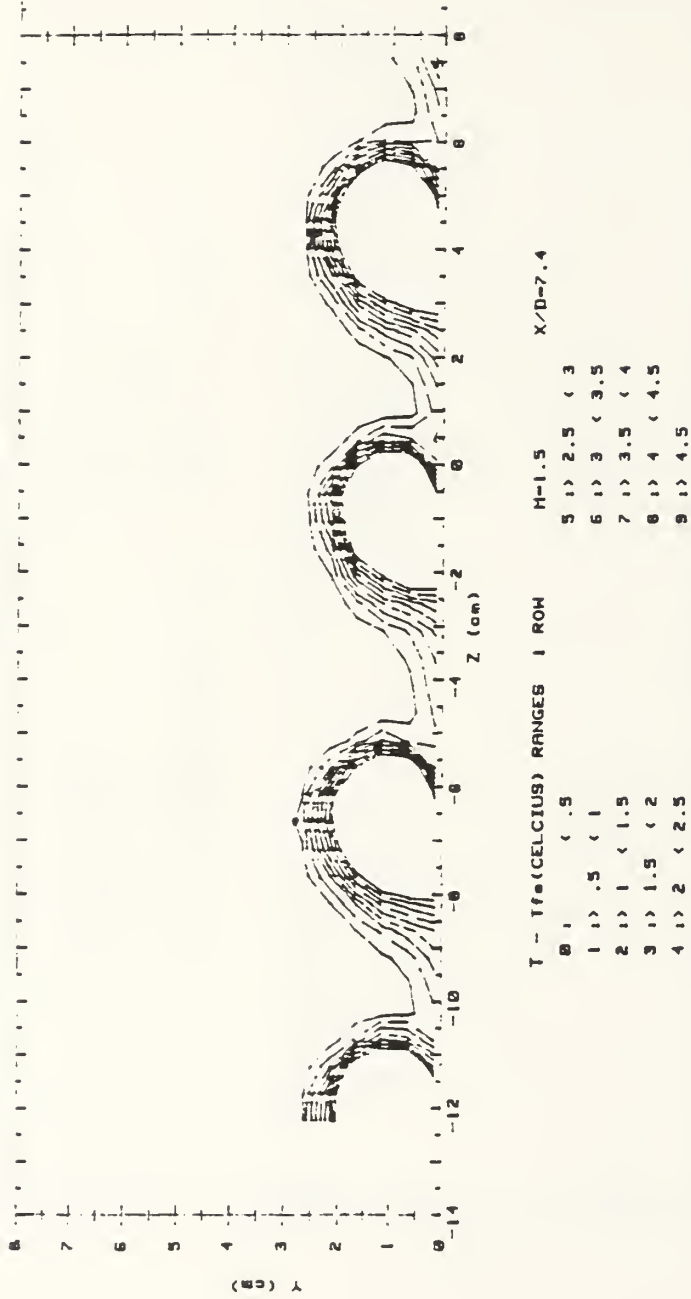 8
7
6
5
4
3
2
1
0
Y (cm)
-14 -12 -10 -8 -6 -4 -2 0 2 4 6 8
Z (cm)
T - Tfs(CELCIUS) RANGES 1 ROW M-1.5 X/D-7.4
0 : < .5
1 :> .5 < 1
2 :> 1 < 1.5
3 :> 1.5 < 2
4 :> 2 < 2.5
5 :> 2.5 < 3
6 :> 3 < 3.5
7 :> 3.5 < 4
8 :> 4 < 4.5
9 :> 4.5